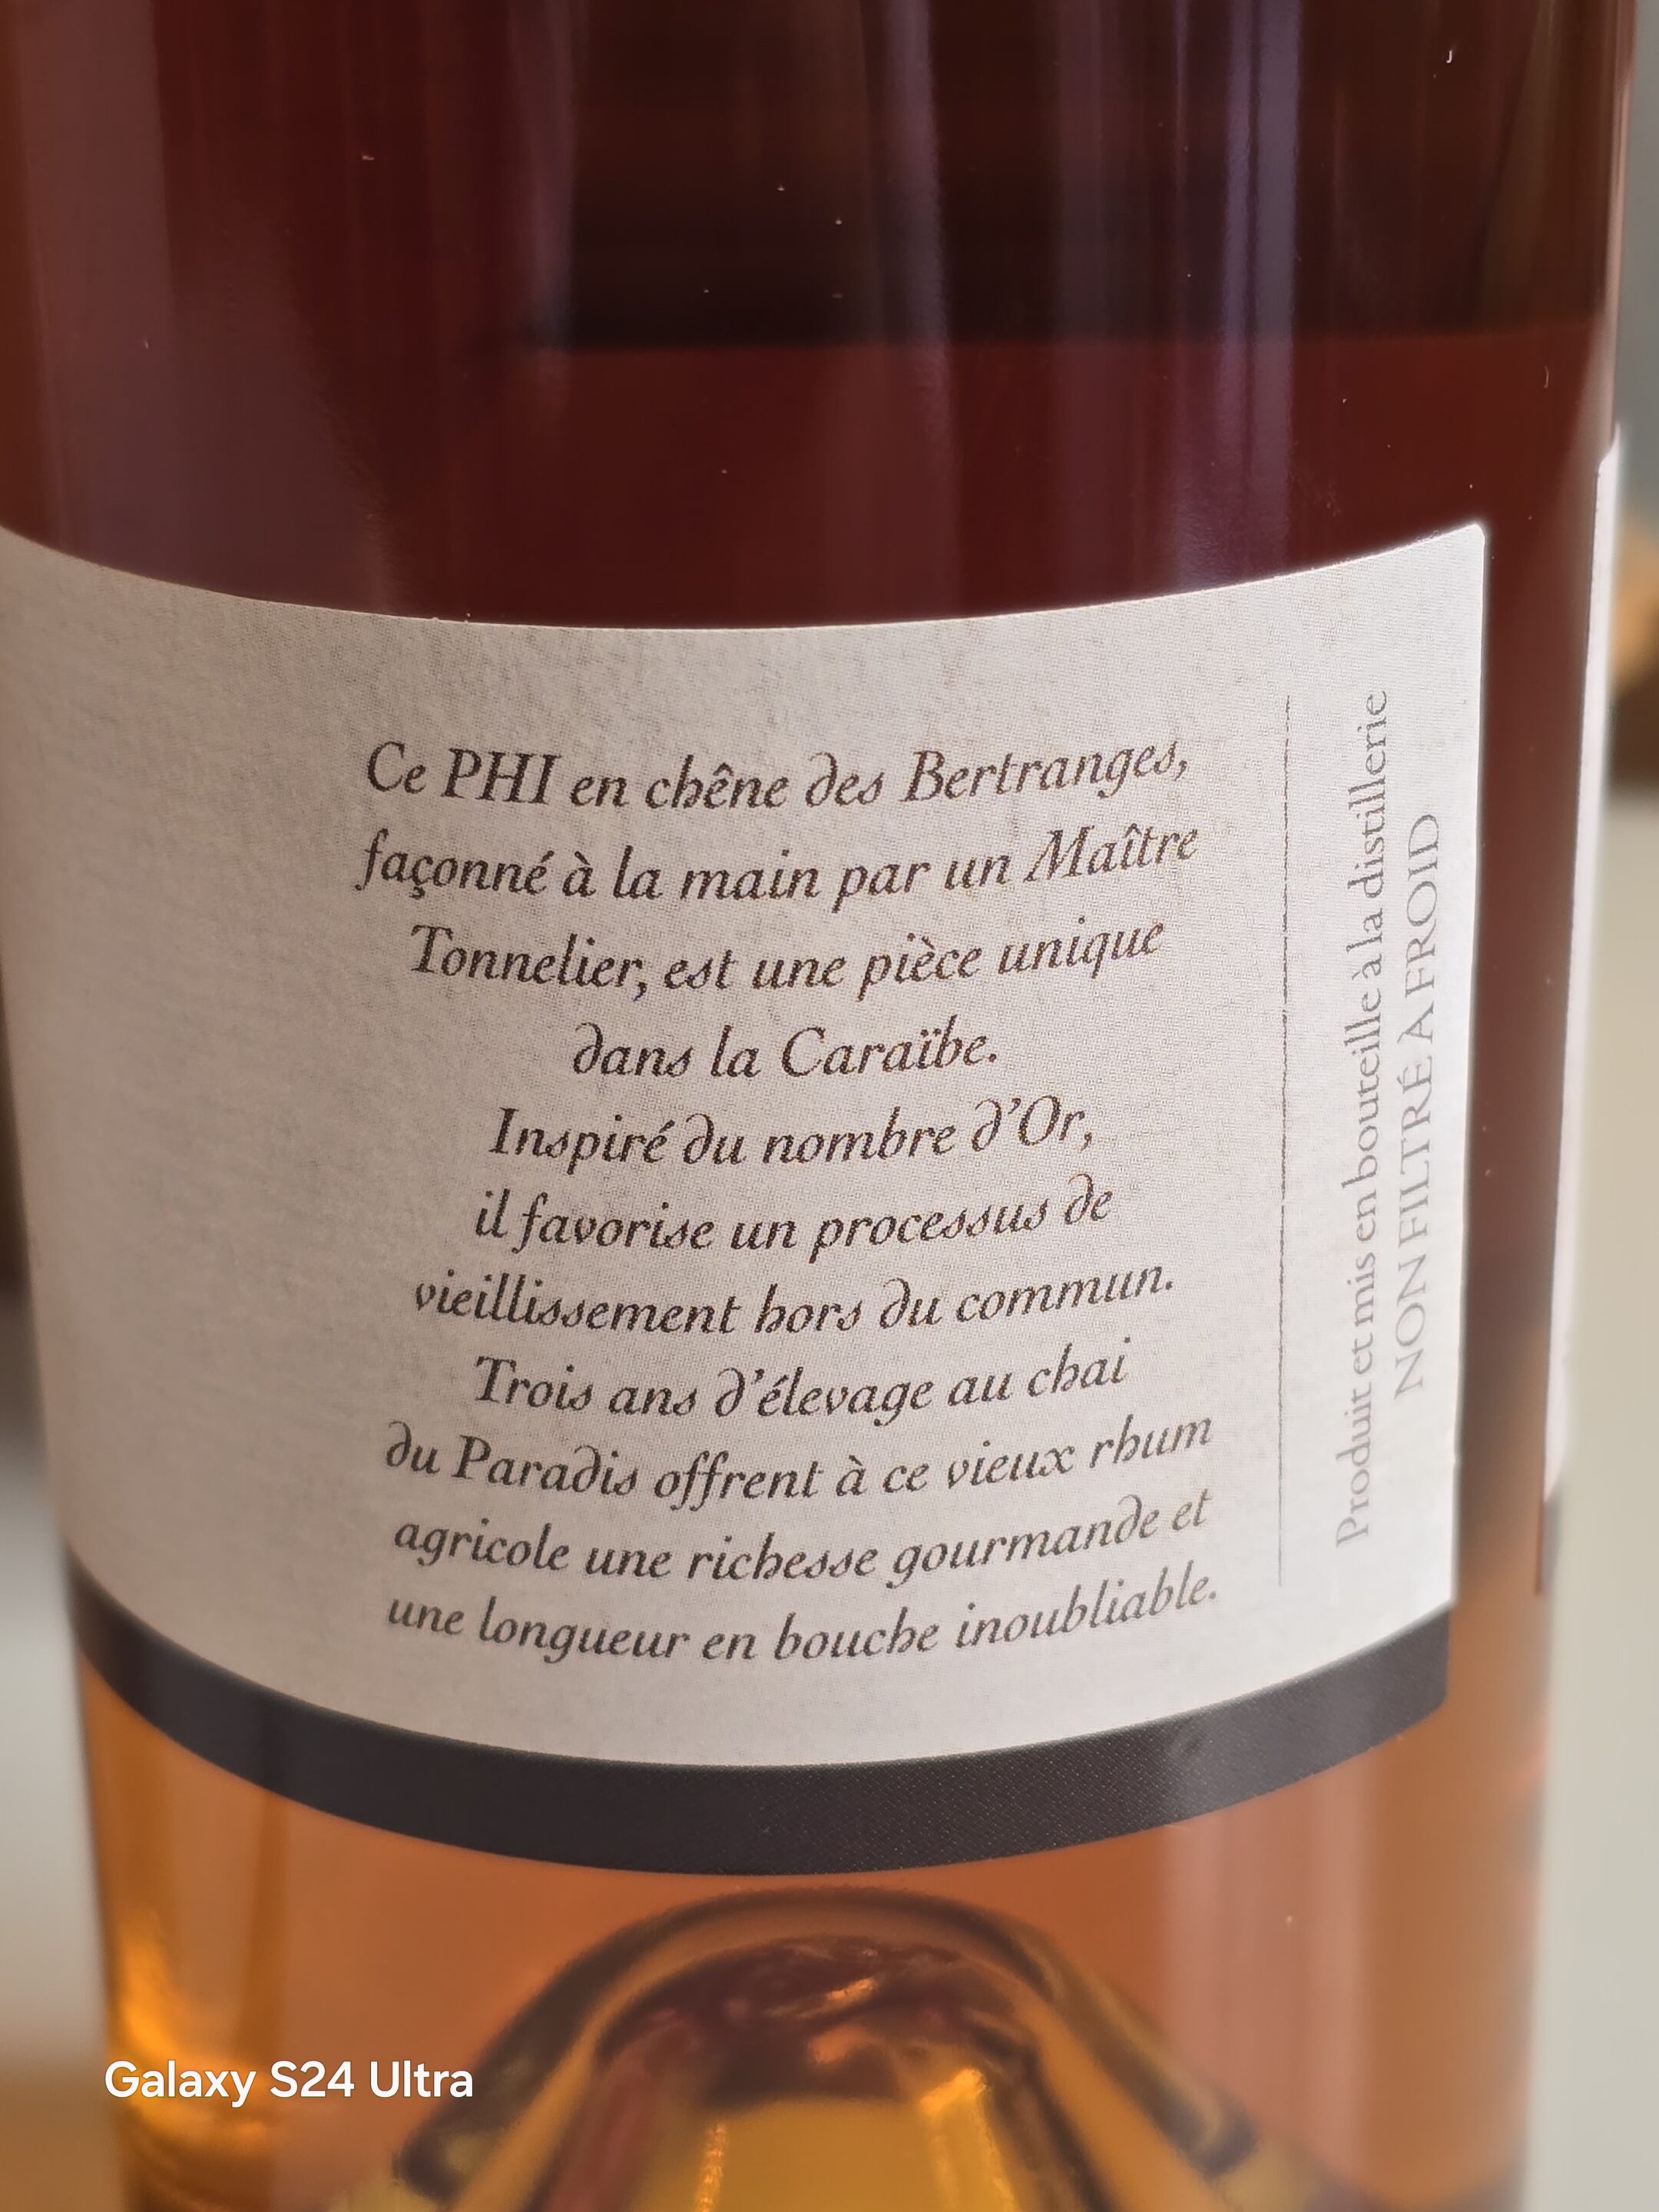 Ce PHI en chêne des Bertranges,
façonné à la main par un Maître
Tonnelier, est une pièce unique
dans la Caraïbe.
Inspiré du nombre d'Or,
il favorise un processus de
vieillissement hors du commun.
Trois ans d'élevage au chai
du Paradis offrent à ce vieux rhum
agricole une richesse gourmande et
une longueur en bouche inoubliable.
Produit et mis en bouteille à la distillerie
NON FILTRÉ A FROID
Galaxy S24 Ultra